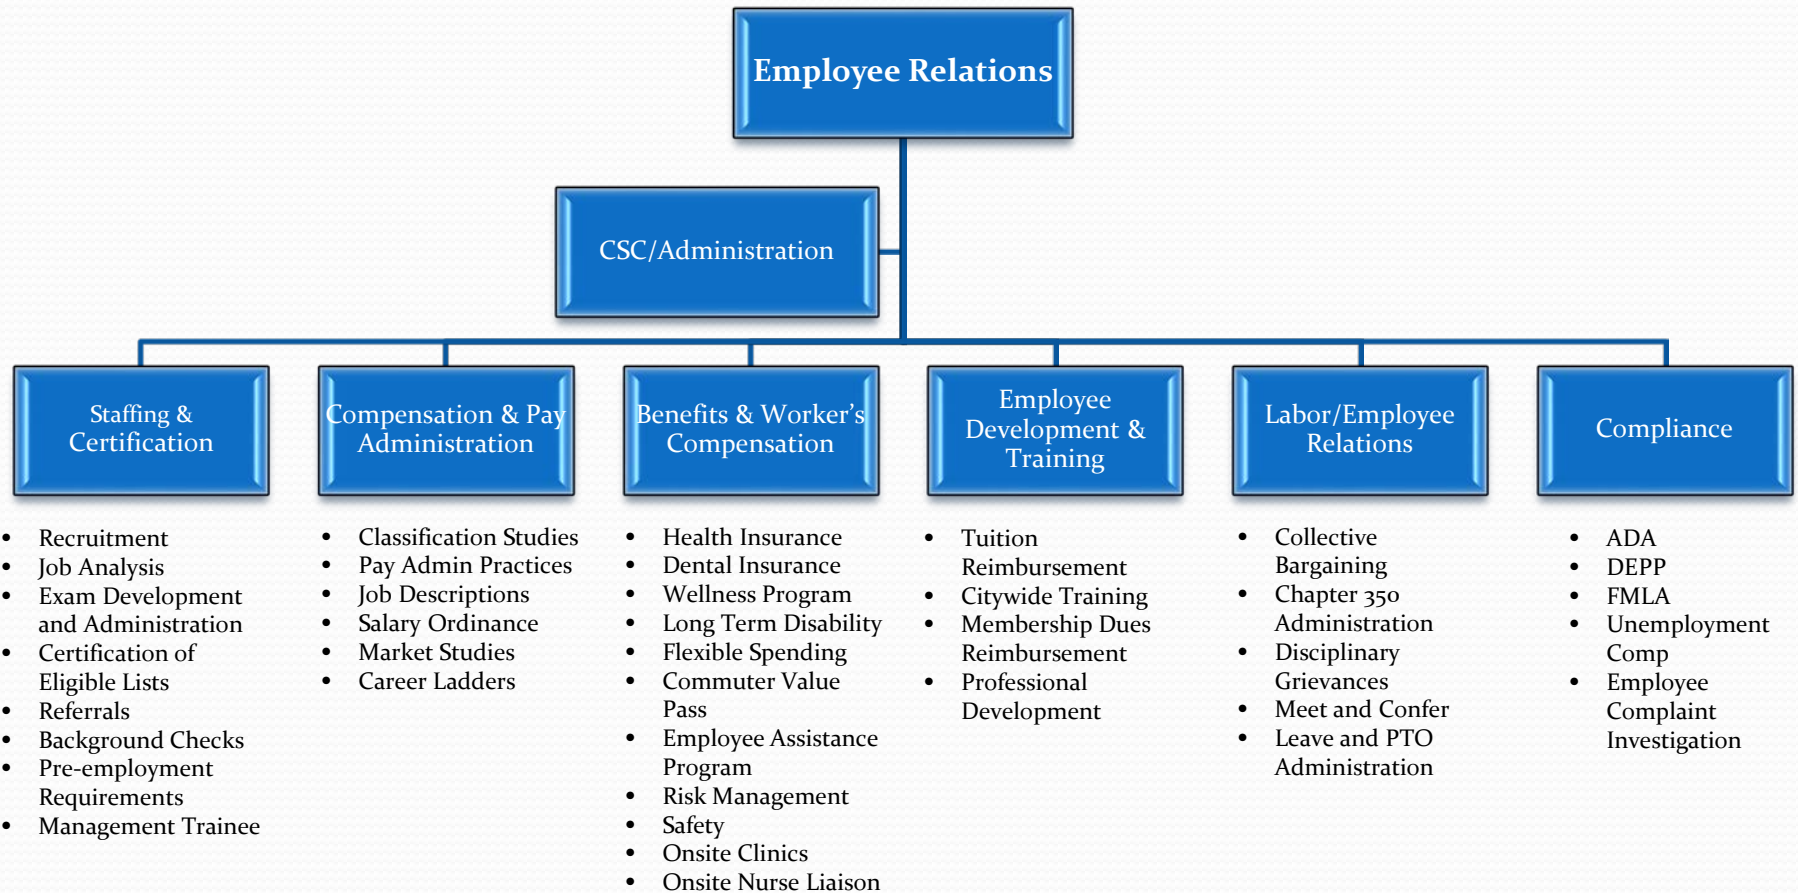 Employee Relations
CSC/Administration
Staffing &
Certification
Compensation & Pay
Administration
Benefits & Worker's
Compensation
Employee
Development &
Training
Labor/Employee
Relations
Compliance
• Recruitment
• Job Analysis
• Exam Development
and Administration
• Certification of
Eligible Lists
• Referrals
• Background Checks
• Pre-employment
Requirements
• Management Trainee
• Classification Studies
• Pay Admin Practices
• Job Descriptions
• Salary Ordinance
• Market Studies
• Career Ladders
• Health Insurance
• Dental Insurance
• Wellness Program
• Long Term Disability
• Flexible Spending
• Commuter Value
Pass
• Employee Assistance
Program
• Risk Management
• Safety
• Onsite Clinics
• Onsite Nurse Liaison
• Tuition
Reimbursement
• Citywide Training
• Membership Dues
Reimbursement
• Professional
Development
• Collective
Bargaining
• Chapter 350
Administration
• Disciplinary
Grievances
• Meet and Confer
• Leave and PTO
Administration
• ADA
• DEPP
• FMLA
• Unemployment
Comp
• Employee
Complaint
Investigation